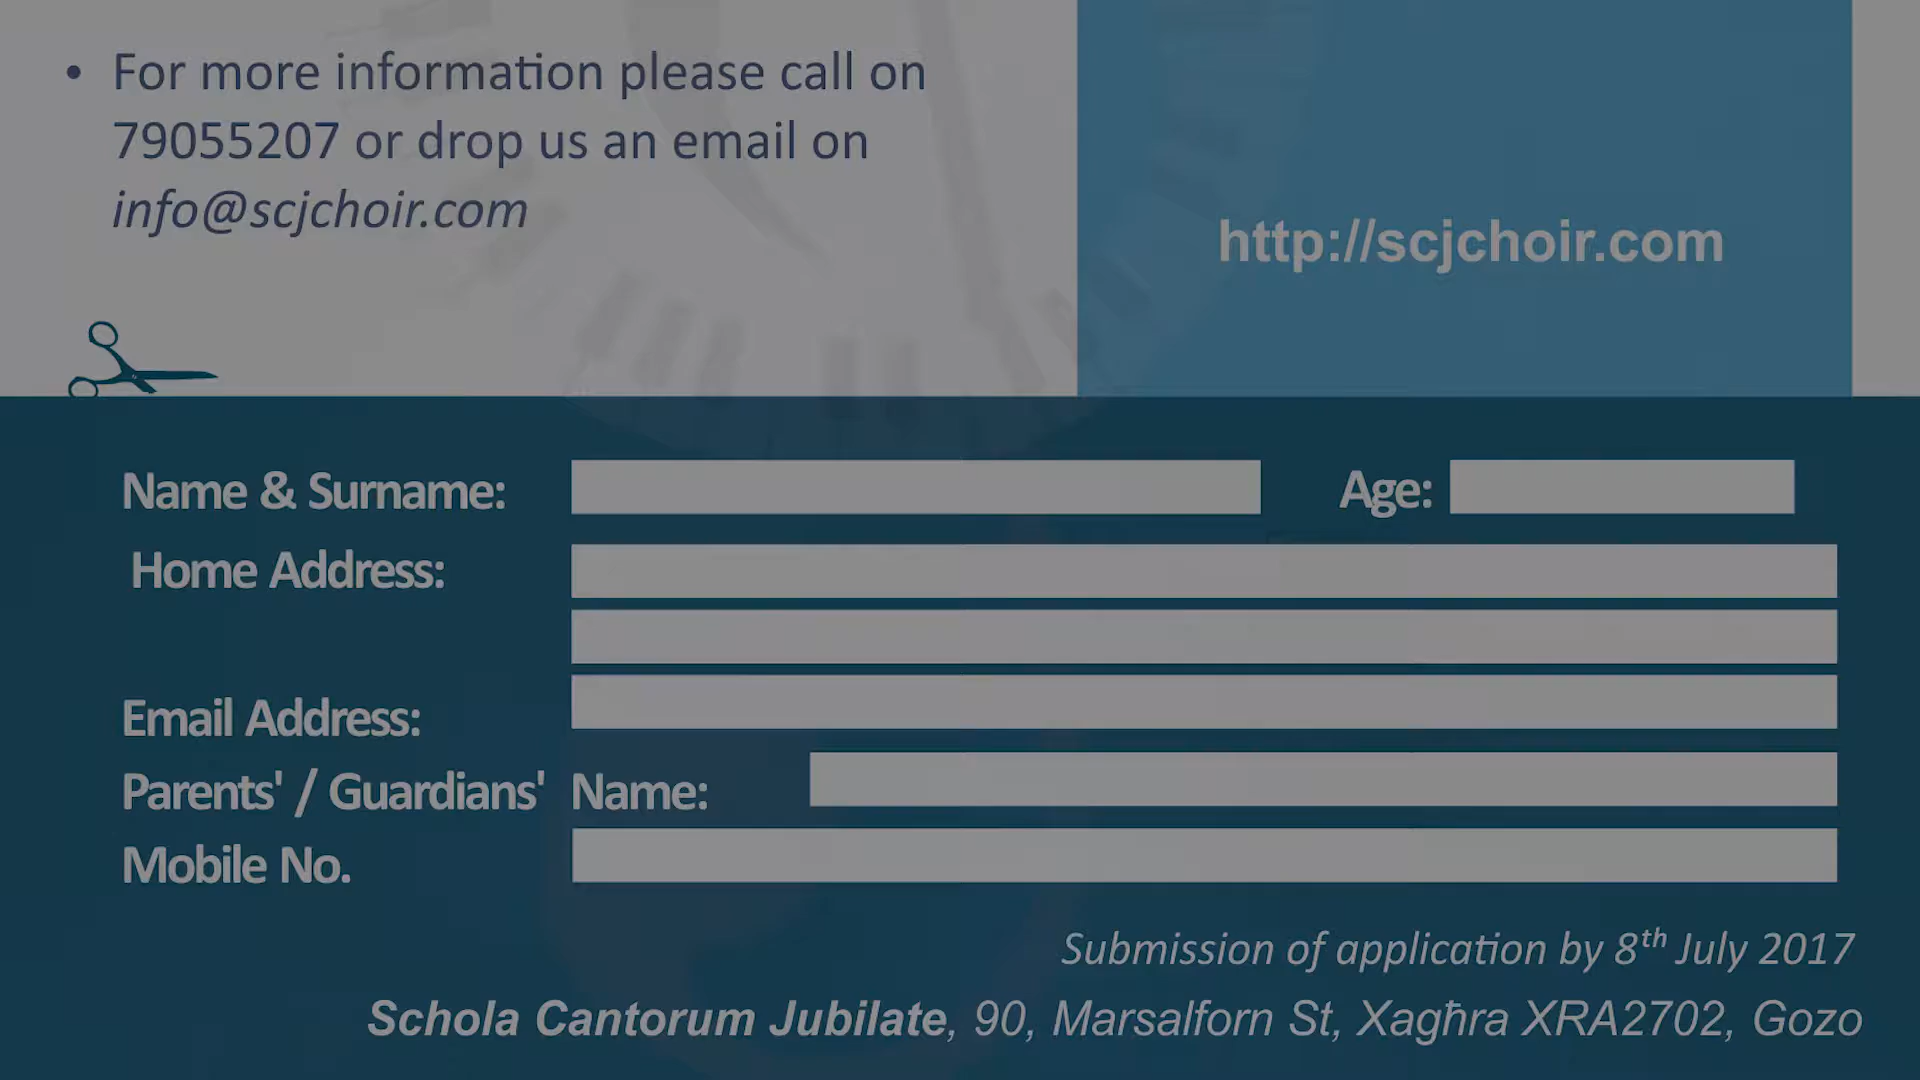 • For more information please call on
79055207 or drop us an email on
info@scjchoir.com
http://scjchoir.com
Name & Surname:
Age:
Home Address:
Email Address:
Parents' / Guardians' Name:
Mobile No.
Submission of application by 8th July 2017
Schola Cantorum Jubilate, 90, Marsalforn St, Xagħra XRA2702, Gozo